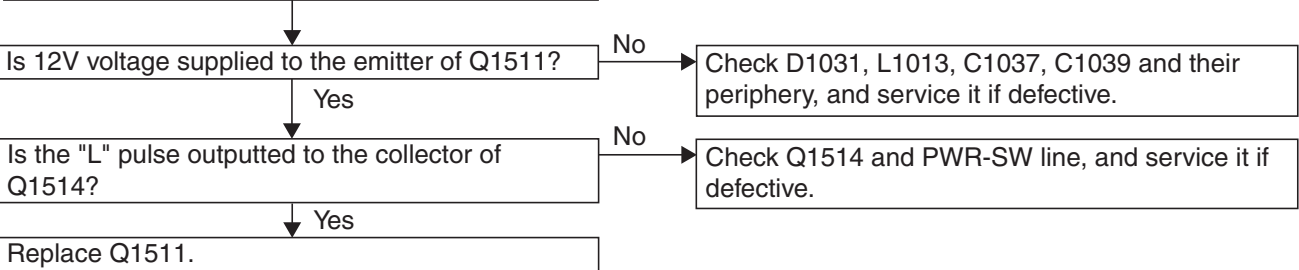 Is 12V voltage supplied to the emitter of Q1511?
No
Check D1031, L1013, C1037, C1039 and their
periphery, and service it if defective.
Yes
Is the "L" pulse outputted to the collector of
Q1514?
No
Check Q1514 and PWR-SW line, and service it if
defective.
Yes
Replace Q1511.